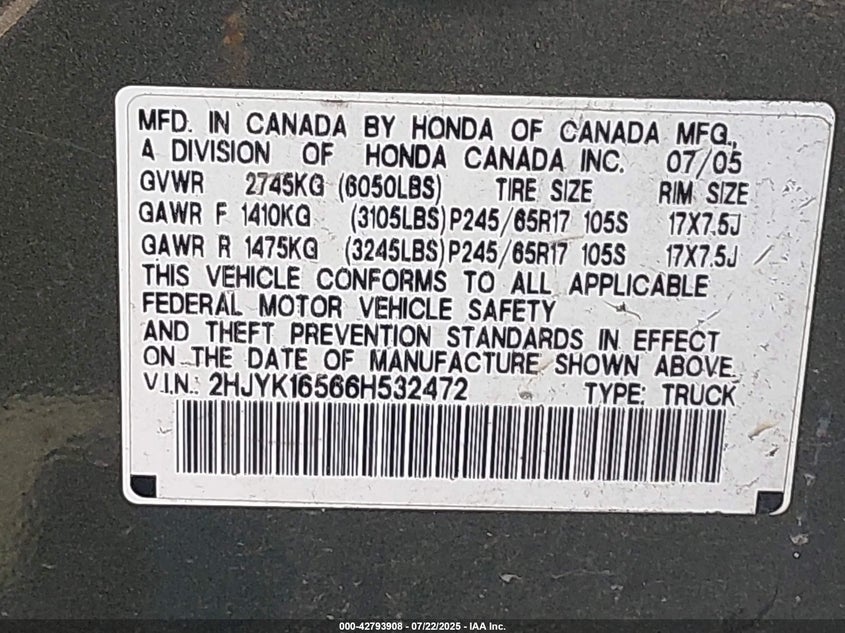 MFD. IN CANADA BY HONDA OF CANADA MFG.,
A DIVISION OF HONDA CANADA INC. 07/05
GVWR 2745KG (6050LBS) TIRE SIZE RIM SIZE
GAWR F 1410KG (3105LBS) P245/65R17 105S 17X7.5J
GAWR R 1475KG (3245LBS) P245/65R17 105S 17X7.5J
THIS VEHICLE CONFORMS TO ALL APPLICABLE
FEDERAL MOTOR VEHICLE SAFETY
AND THEFT PREVENTION STANDARDS IN EFFECT
ON THE DATE OF MANUFACTURE SHOWN ABOVE.
V.I.N.: 2HJYK16566H532472 TYPE: TRUCK
000-42793908 - 07/22/2025 - IAA Inc.